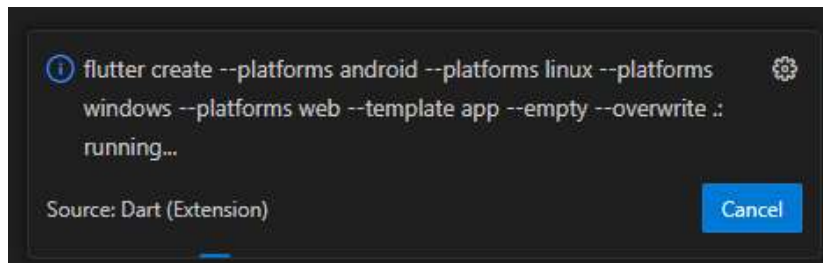 flutter create --platforms android --platforms linux --platforms
windows --platforms web --template app --empty --overwrite .:
running...
Source: Dart (Extension)
Cancel